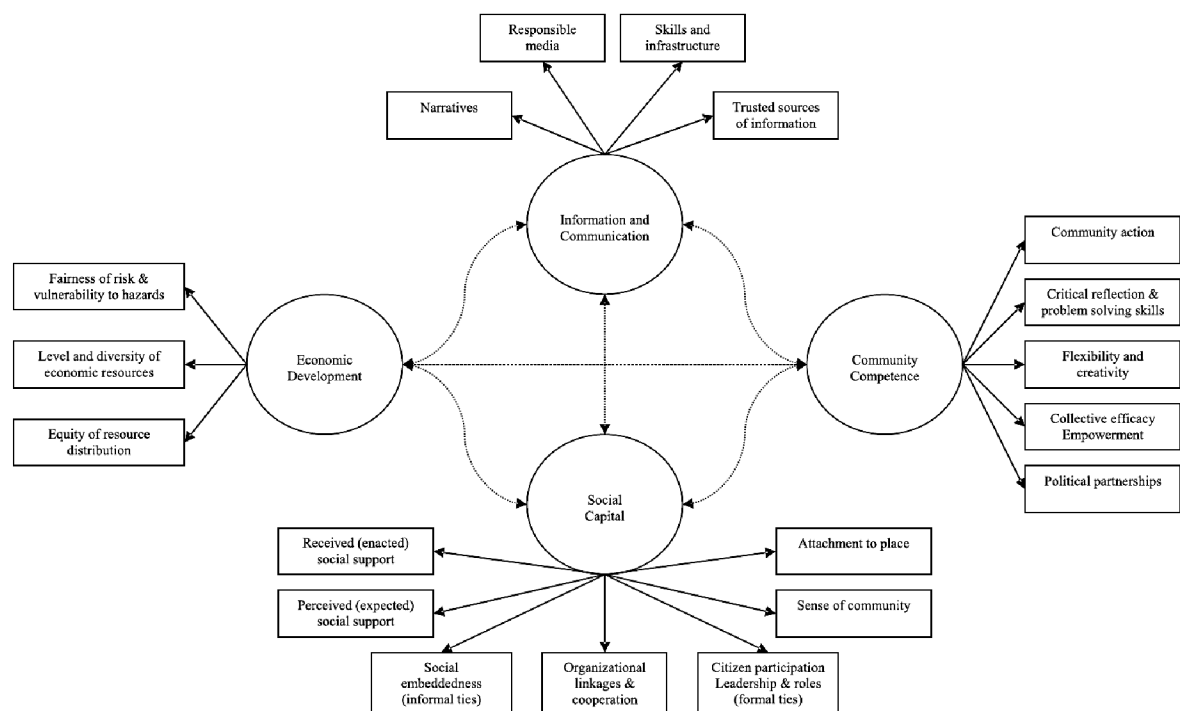 Responsible
media
Skills and
infrastructure
Narratives
Trusted sources
of information
Information and
Communication
Fairness of risk &
vulnerability to hazards
Level and diversity of
economic resources
Equity of resource
distribution
Economic
Development
Community
Competence
Community action
Critical reflection &
problem solving skills
Flexibility and
creativity
Collective efficacy
Empowerment
Political partnerships
Social
Capital
Received (enacted)
social support
Perceived (expected)
social support
Social
embeddedness
(informal ties)
Organizational
linkages &
cooperation
Citizen participation
Leadership & roles
(formal ties)
Sense of community
Attachment to place